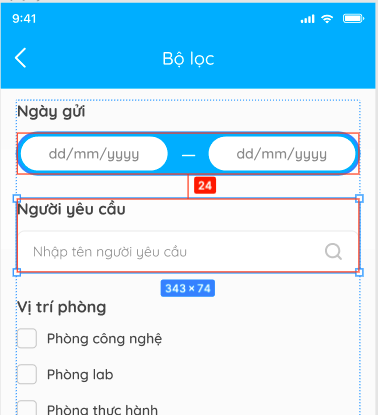 9:41
Bộ lọc
Ngày gửi
dd/mm/yyyy — dd/mm/yyyy
24
Người yêu cầu
Nhập tên người yêu cầu
343 × 74
Vị trí phòng
Phòng công nghệ
Phòng lab
Phòng thực hành